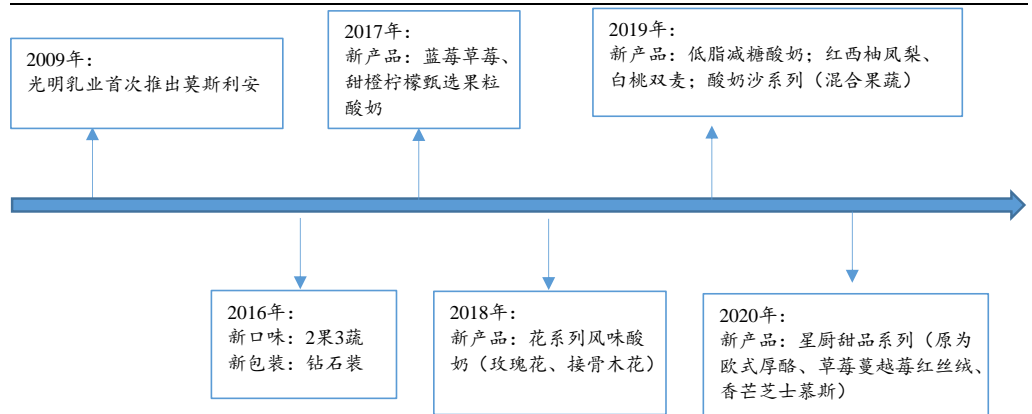 2009年：
光明乳业首次推出莫斯利安
2017年：
新产品：蓝莓草莓、
甜橙柠檬甄选果粒
酸奶
2019年：
新产品：低脂减糖酸奶；红西柚凤梨、
白桃双麦；酸奶沙系列（混合果蔬）
2016年：
新口味：2果3蔬
新包装：钻石装
2018年：
新产品：花系列风味酸
奶（玫瑰花、接骨木花）
2020年：
新产品：星厨甜品系列（原为
欧式厚酪、草莓蔓越莓红丝绒、
香芒芝士慕斯）